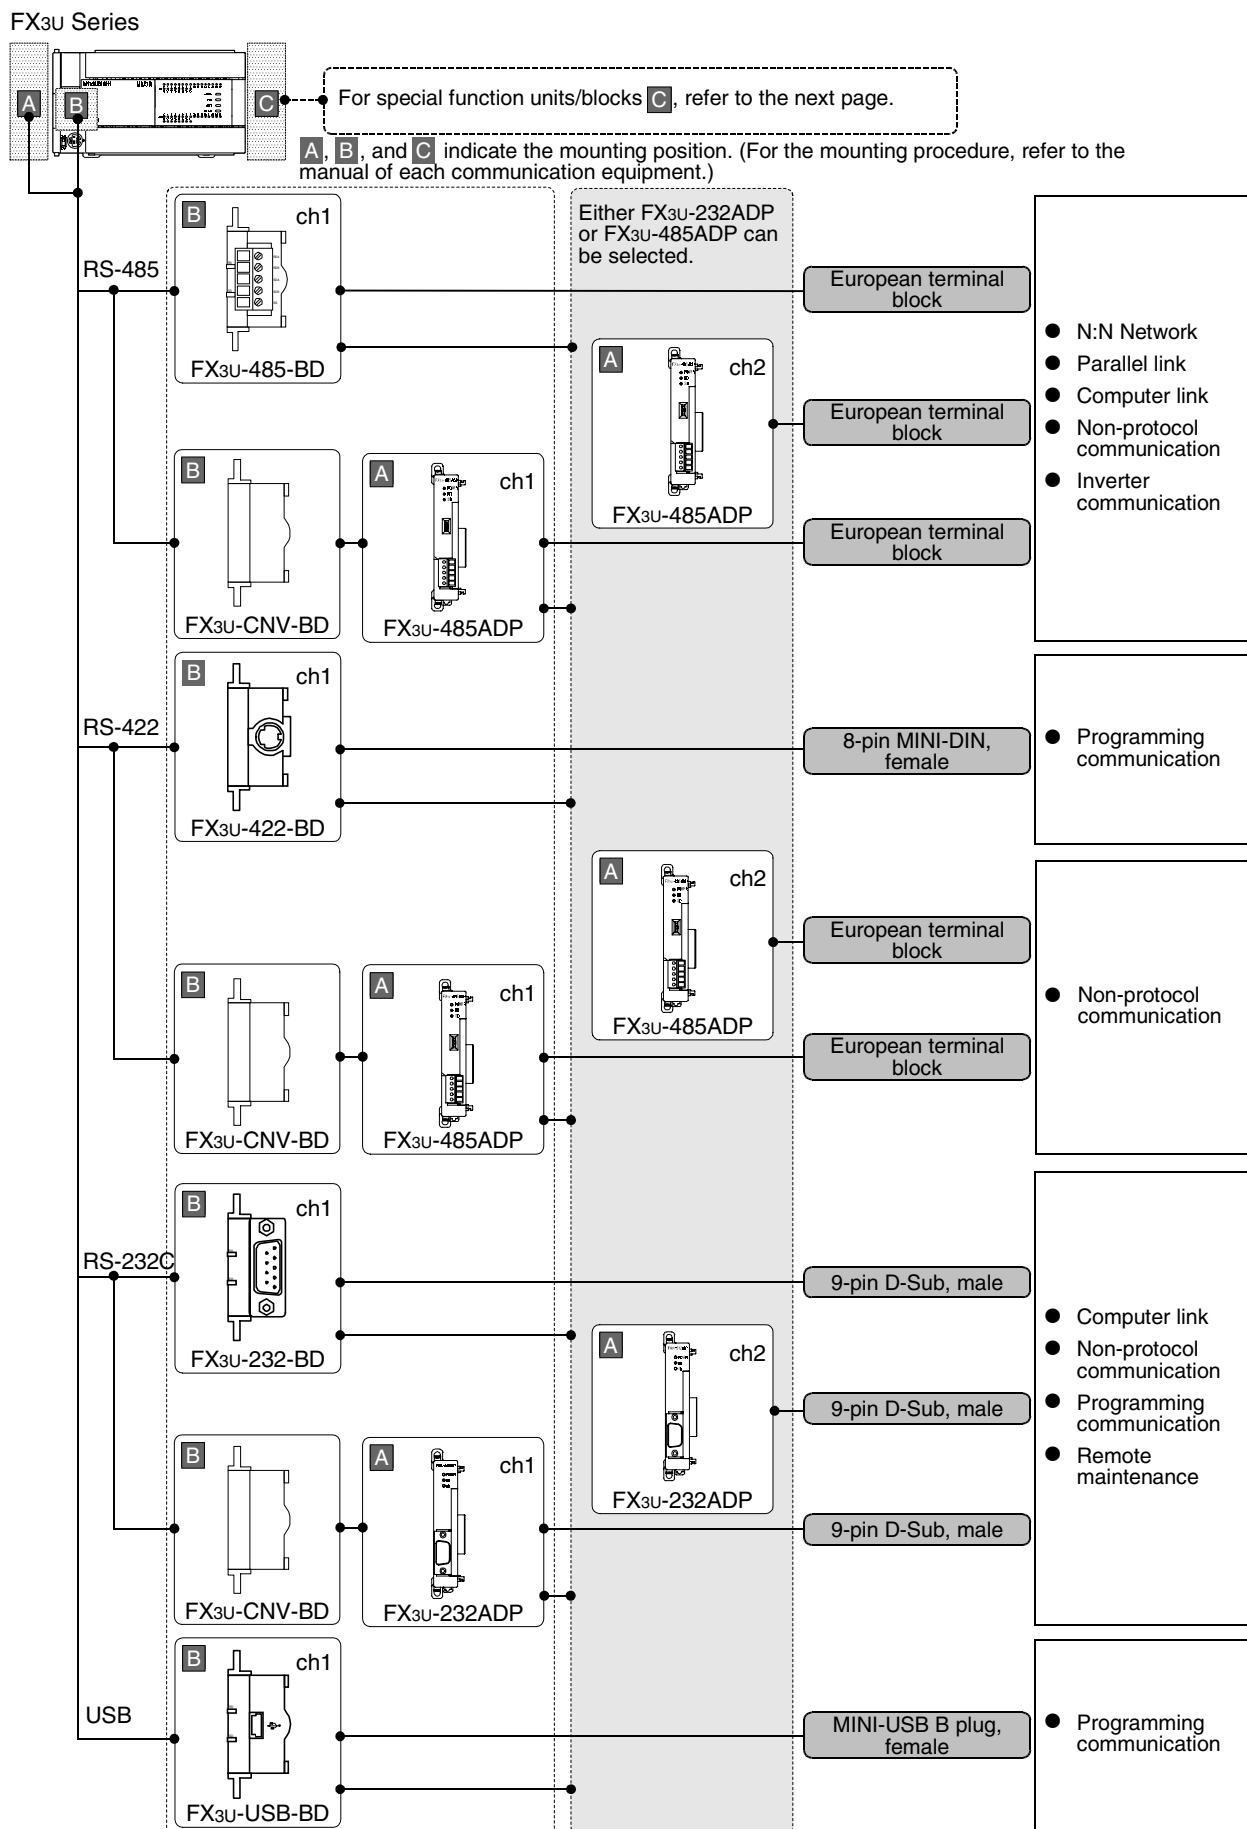 FX3U Series
A
B
C
For special function units/blocks C, refer to the next page.
A, B, and C indicate the mounting position. (For the mounting procedure, refer to the
manual of each communication equipment.)
Either FX3U-232ADP
or FX3U-485ADP can
be selected.
RS-485
B
ch1
FX3U-485-BD
European terminal
block
A
ch2
FX3U-485ADP
European terminal
block
B
FX3U-CNV-BD
A
ch1
FX3U-485ADP
European terminal
block
● N:N Network
● Parallel link
● Computer link
● Non-protocol
communication
● Inverter
communication
RS-422
B
ch1
FX3U-422-BD
8-pin MINI-DIN,
female
● Programming
communication
A
ch2
FX3U-485ADP
European terminal
block
B
FX3U-CNV-BD
A
ch1
FX3U-485ADP
European terminal
block
● Non-protocol
communication
RS-232C
B
ch1
FX3U-232-BD
9-pin D-Sub, male
A
ch2
FX3U-232ADP
9-pin D-Sub, male
B
FX3U-CNV-BD
A
ch1
FX3U-232ADP
9-pin D-Sub, male
● Computer link
● Non-protocol
communication
● Programming
communication
● Remote
maintenance
USB
B
ch1
FX3U-USB-BD
MINI-USB B plug,
female
● Programming
communication